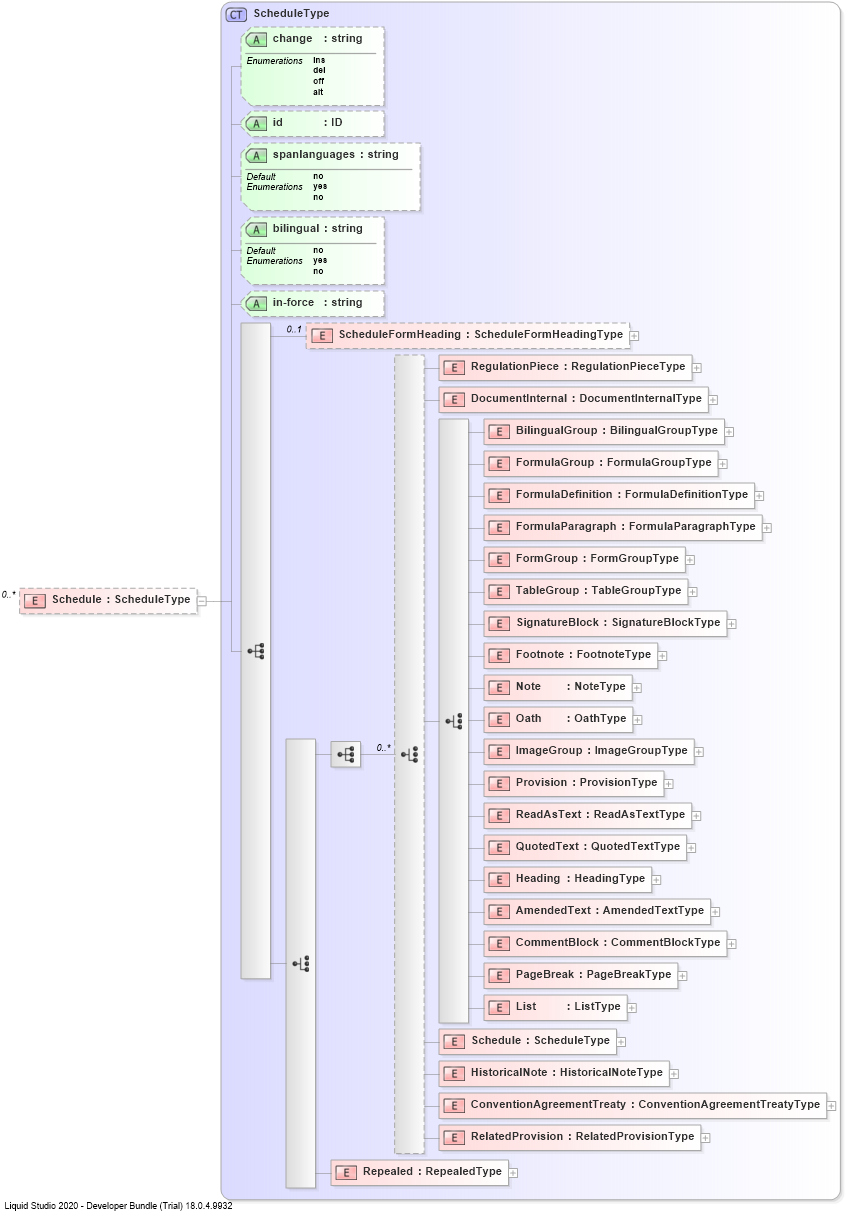 CT ScheduleType
A change : string
Enumerations ins
del
off
alt
A id : ID
A spanlanguages : string
Default no
Enumerations yes
no
A bilingual : string
Default no
Enumerations yes
no
A in-force : string
0..1 E ScheduleFormHeading : ScheduleFormHeadingType
E RegulationPiece : RegulationPieceType
E DocumentInternal : DocumentInternalType
E BilingualGroup : BilingualGroupType
E FormulaGroup : FormulaGroupType
E FormulaDefinition : FormulaDefinitionType
E FormulaParagraph : FormulaParagraphType
E FormGroup : FormGroupType
E TableGroup : TableGroupType
0..* E Schedule : ScheduleType
E SignatureBlock : SignatureBlockType
E Footnote : FootnoteType
E Note : NoteType
E Oath : OathType
0..*
E ImageGroup : ImageGroupType
E Provision : ProvisionType
E ReadAsText : ReadAsTextType
E QuotedText : QuotedTextType
E Heading : HeadingType
E AmendedText : AmendedTextType
E CommentBlock : CommentBlockType
E PageBreak : PageBreakType
E List : ListType
E Schedule : ScheduleType
E HistoricalNote : HistoricalNoteType
E ConventionAgreementTreaty : ConventionAgreementTreatyType
E RelatedProvision : RelatedProvisionType
E Repealed : RepealedType
Liquid Studio 2020 - Developer Bundle (Trial) 18.0.4.9932